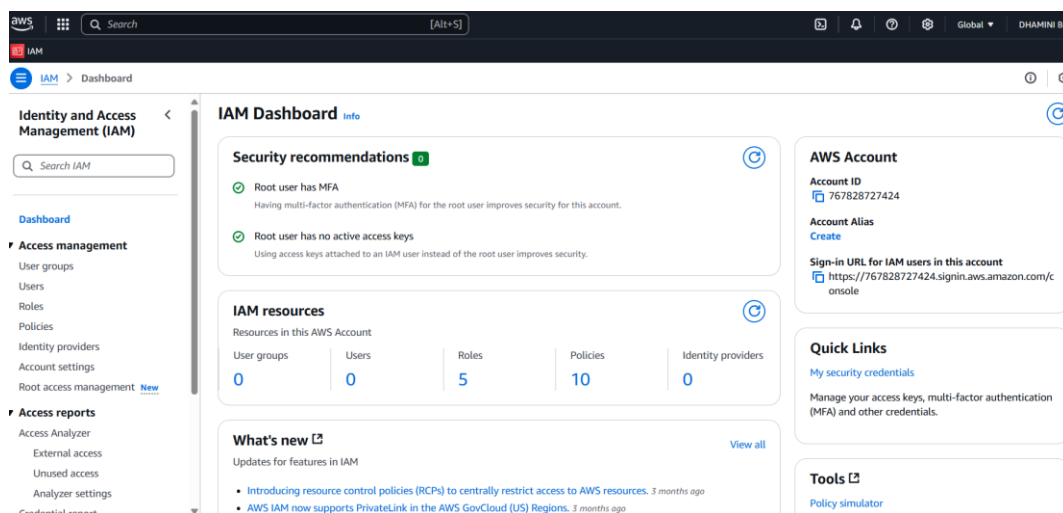 aws
Search [Alt+S] Global DHAMINI B
IAM
IAM > Dashboard
Identity and Access
Management (IAM)
Search IAM
Dashboard
Access management
User groups
Users
Roles
Policies
Identity providers
Account settings
Root access management New
Access reports
Access Analyzer
External access
Unused access
Analyzer settings
Credential report
IAM Dashboard Info
Security recommendations 0
Root user has MFA
Having multi-factor authentication (MFA) for the root user improves security for this account.
Root user has no active access keys
Using access keys attached to an IAM user instead of the root user improves security.
IAM resources
Resources in this AWS Account
User groups Users Roles Policies Identity providers
0 0 5 10 0
What's new
View all
Updates for features in IAM
• Introducing resource control policies (RCPs) to centrally restrict access to AWS resources. 3 months ago
• AWS IAM now supports PrivateLink in the AWS GovCloud (US) Regions. 3 months ago
AWS Account
Account ID
767828727424
Account Alias
Create
Sign-in URL for IAM users in this account
https://767828727424.signin.aws.amazon.com/c
onsole
Quick Links
My security credentials
Manage your access keys, multi-factor authentication
(MFA) and other credentials.
Tools
Policy simulator